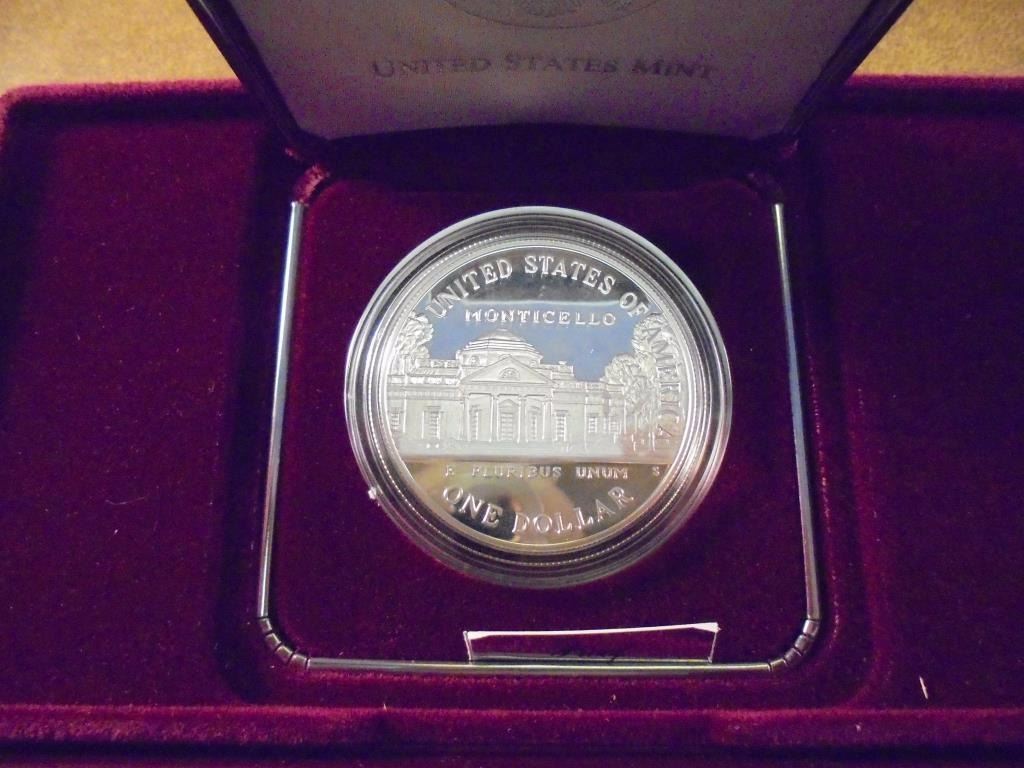 UNITED STATES MINT
UNITED STATES OF AMERICA
MONTICELLO
E PLURIBUS UNUM S
ONE DOLLAR